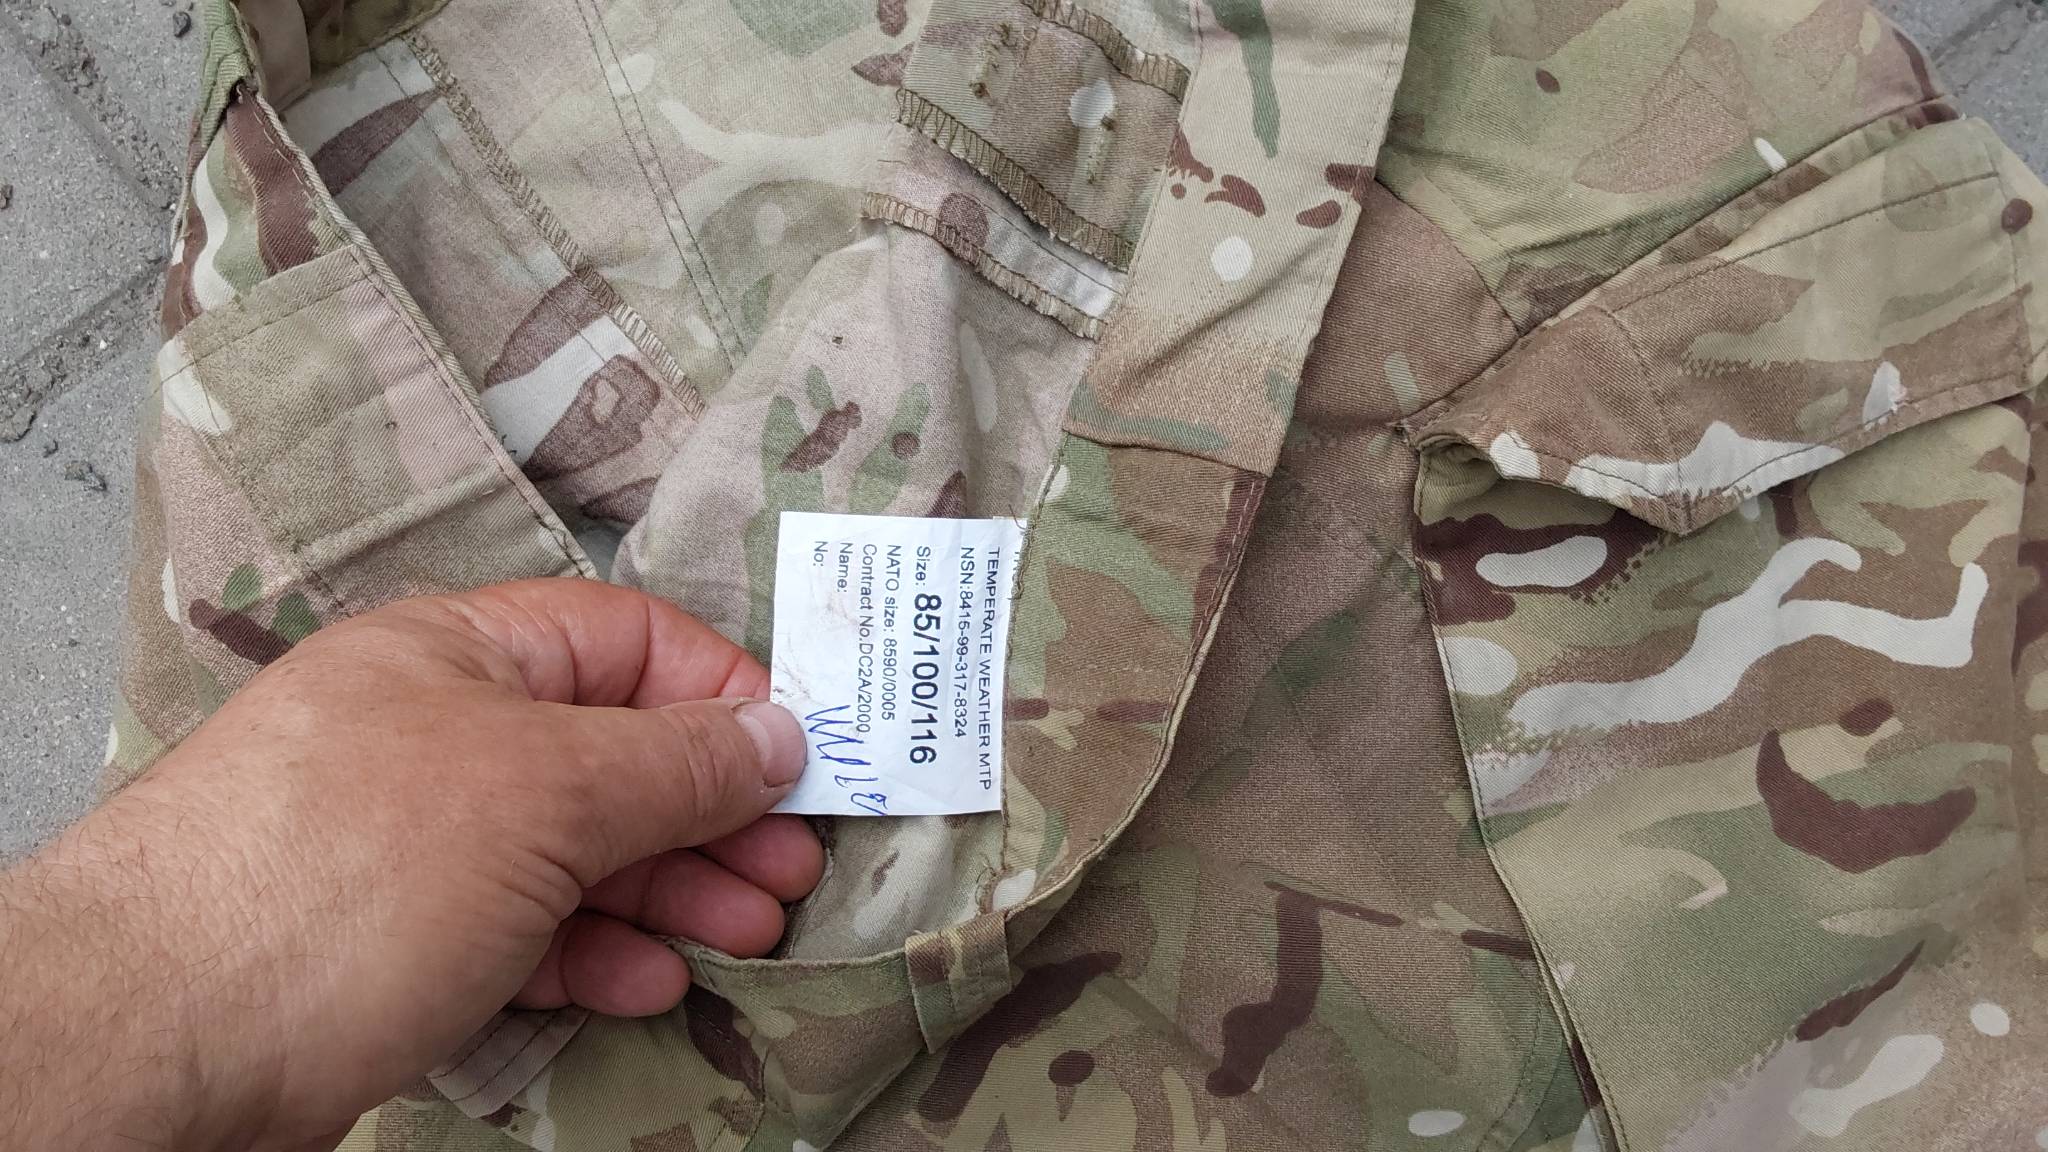 TEMPERATE WEATHER MTP
NSN:8415-99-317-8324
Size: 85/100/116
NATO size: 8590/0005
Contract No.DC2A/2000
Name:
No: